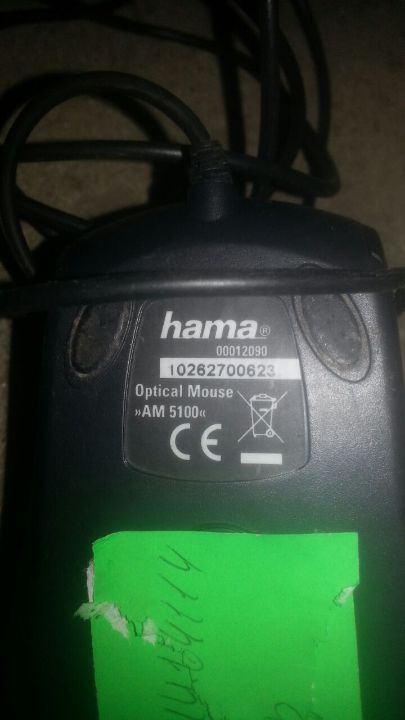 hama®
00012090
10262700623
Optical Mouse
»AM 5100«
CE